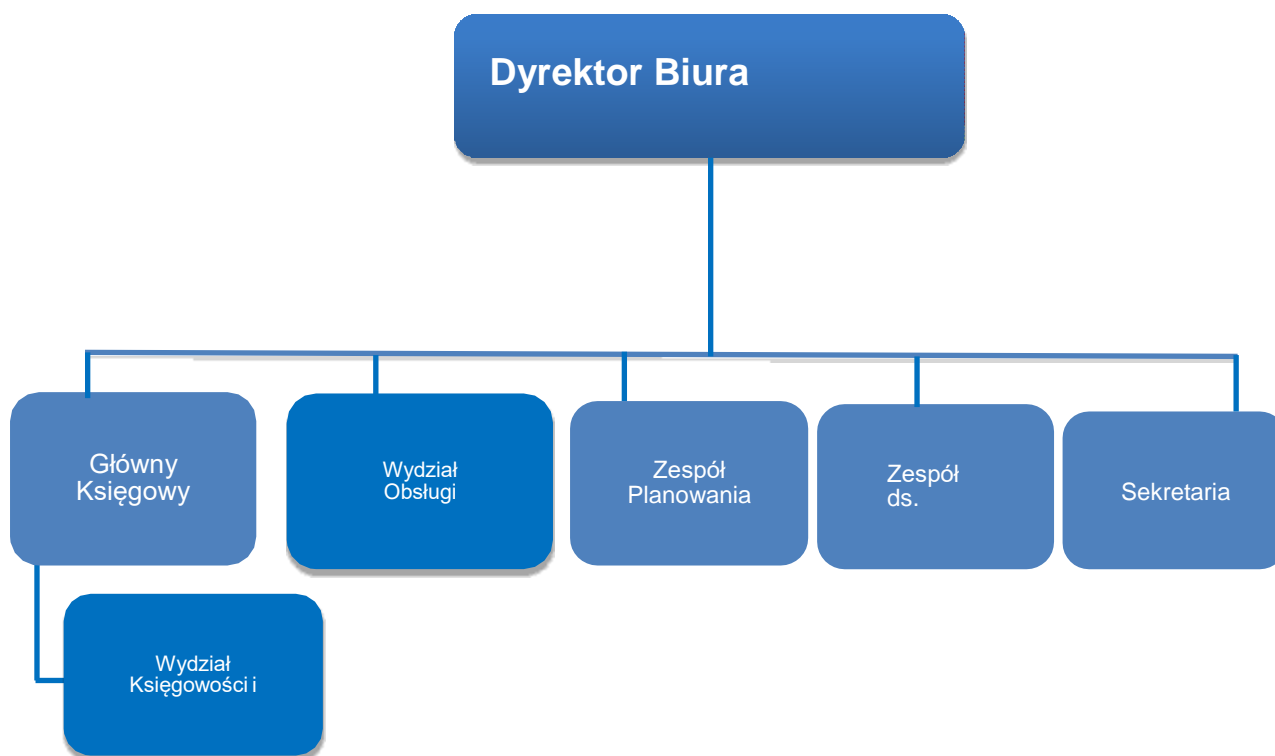 Dyrektor Biura
Główny
Księgowy
Wydział
Obsługi
Zespół
Planowania
Zespół
ds.
Sekretaria
Wydział
Księgowości i